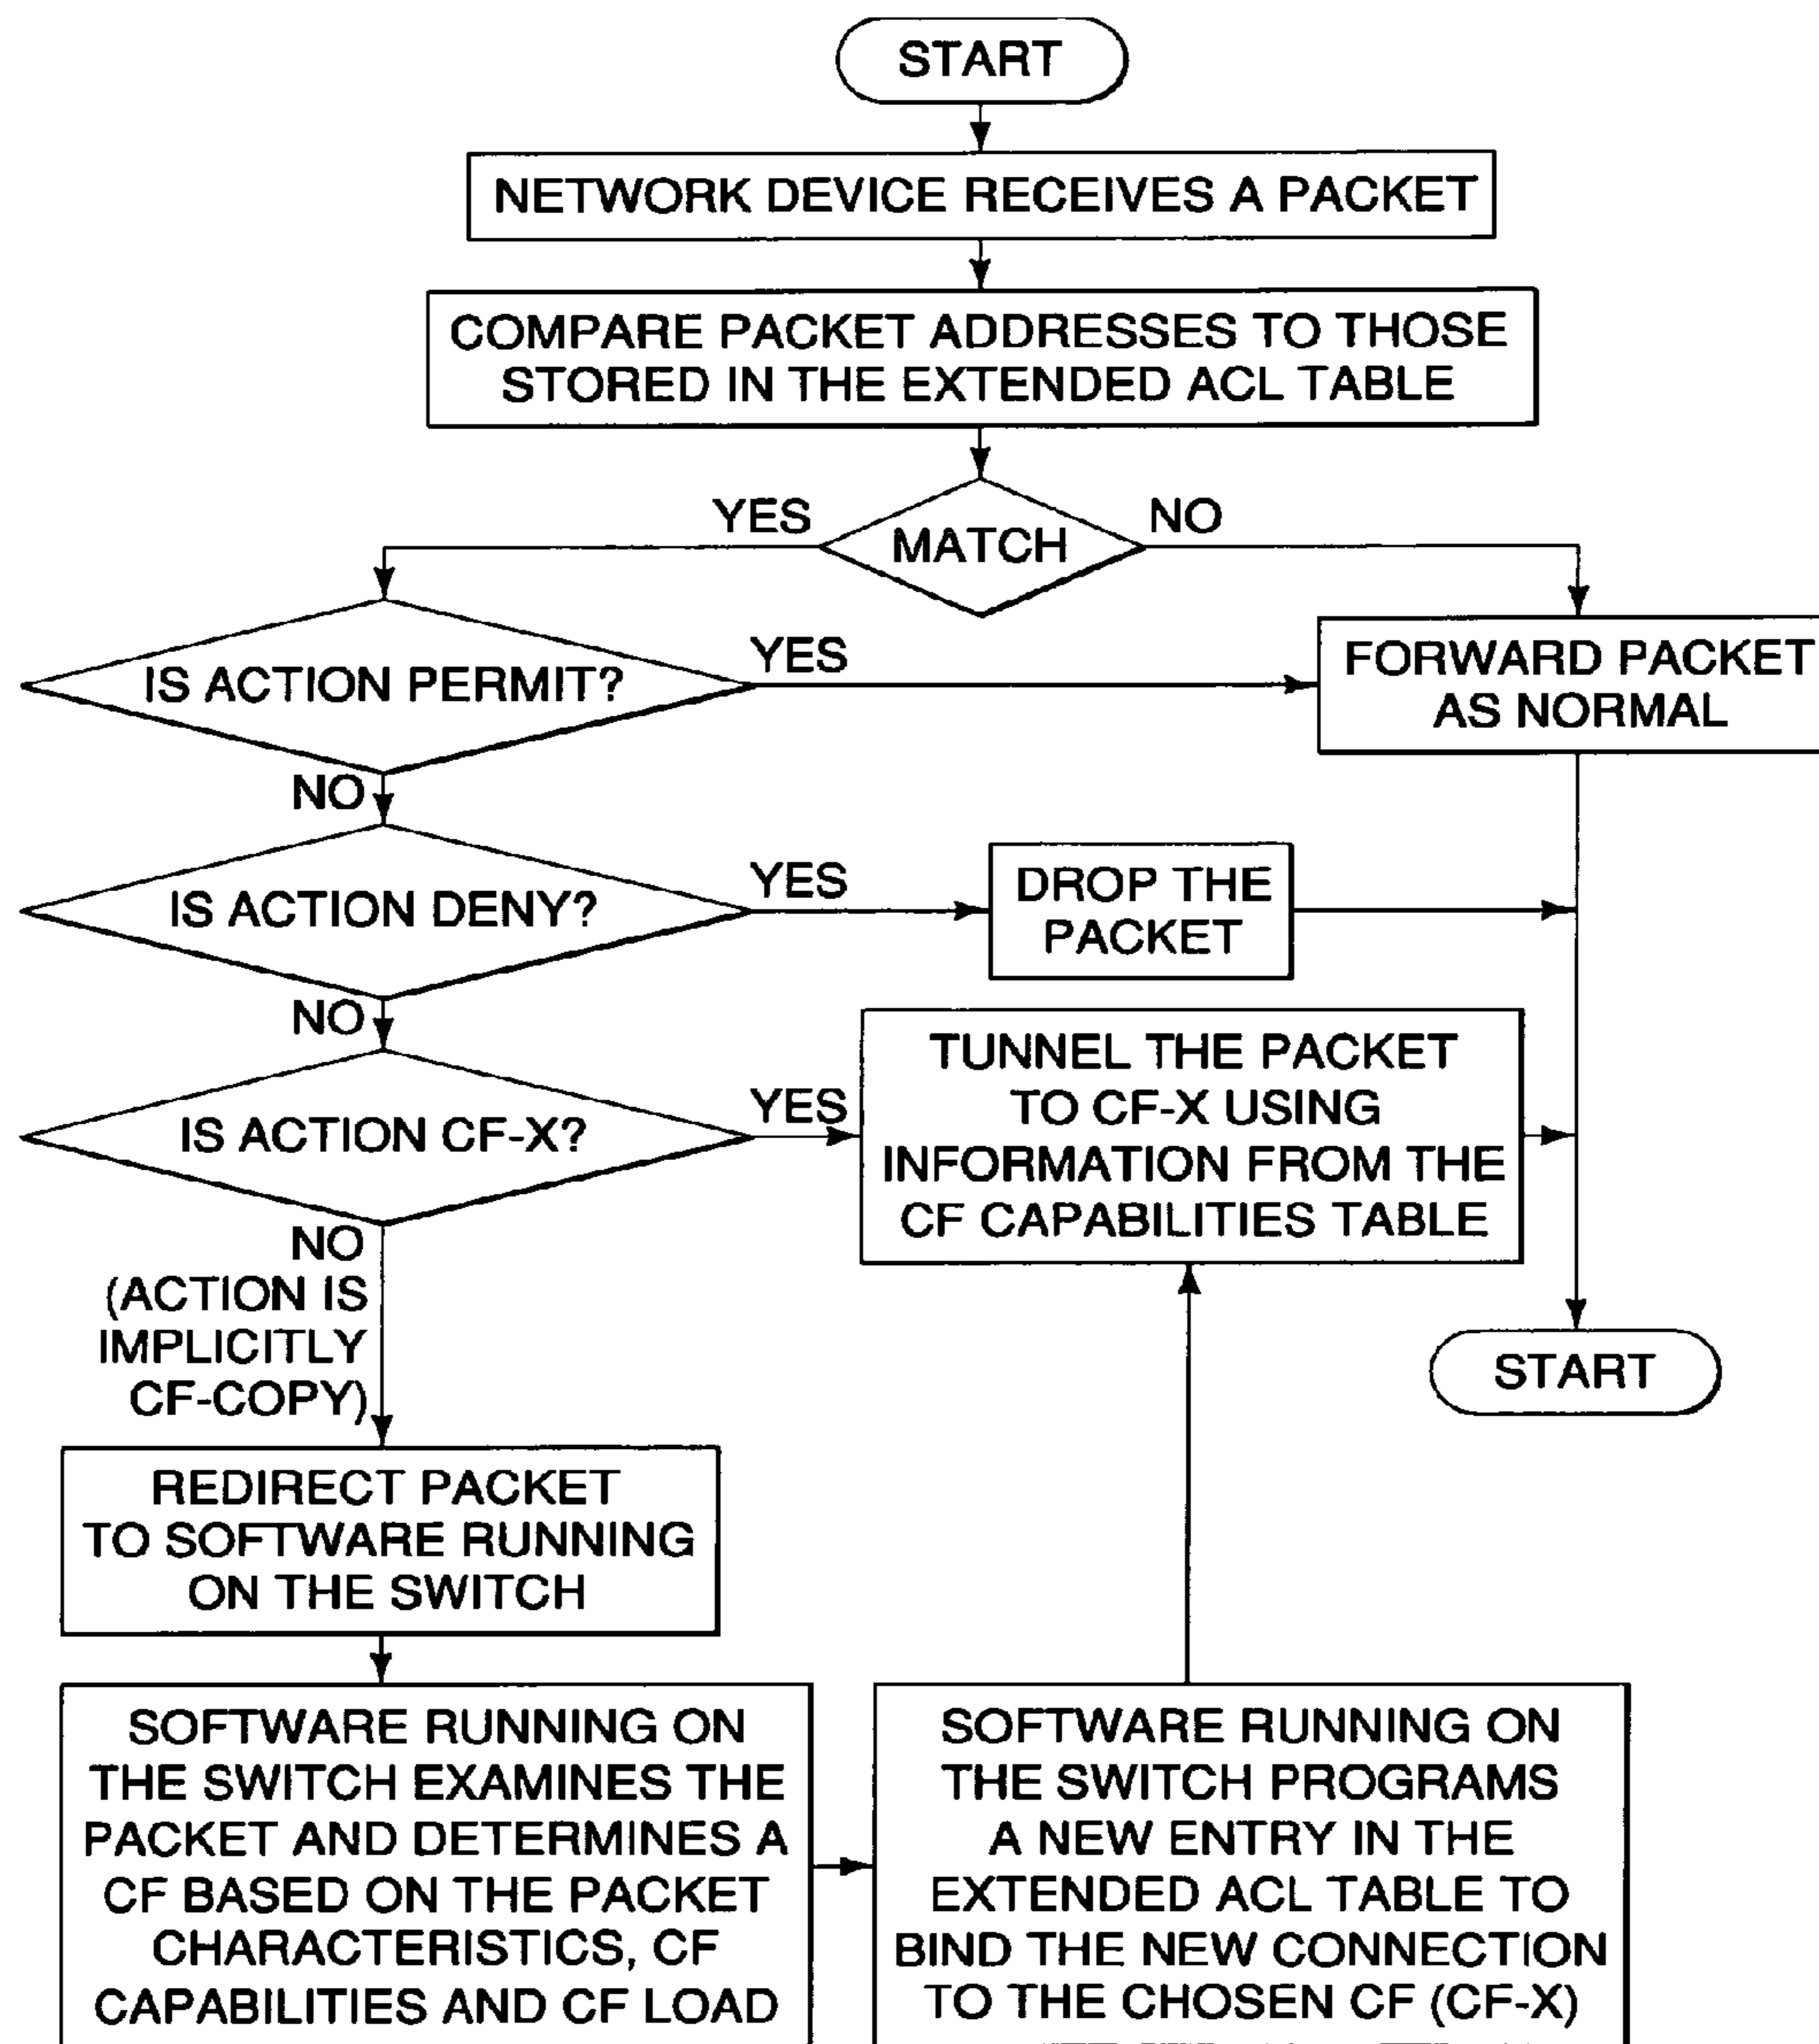 START
NETWORK DEVICE RECEIVES A PACKET
COMPARE PACKET ADDRESSES TO THOSE
STORED IN THE EXTENDED ACL TABLE
YES
MATCH
NO
IS ACTION PERMIT?
YES
FORWARD PACKET
AS NORMAL
NO
IS ACTION DENY?
YES
DROP THE
PACKET
NO
IS ACTION CF-X?
YES
TUNNEL THE PACKET
TO CF-X USING
INFORMATION FROM THE
CF CAPABILITIES TABLE
NO
(ACTION IS
IMPLICITLY
CF-COPY)
START
REDIRECT PACKET
TO SOFTWARE RUNNING
ON THE SWITCH
SOFTWARE RUNNING ON
THE SWITCH EXAMINES THE
PACKET AND DETERMINES A
CF BASED ON THE PACKET
CHARACTERISTICS, CF
CAPABILITIES AND CF LOAD
SOFTWARE RUNNING ON
THE SWITCH PROGRAMS
A NEW ENTRY IN THE
EXTENDED ACL TABLE TO
BIND THE NEW CONNECTION
TO THE CHOSEN CF (CF-X)